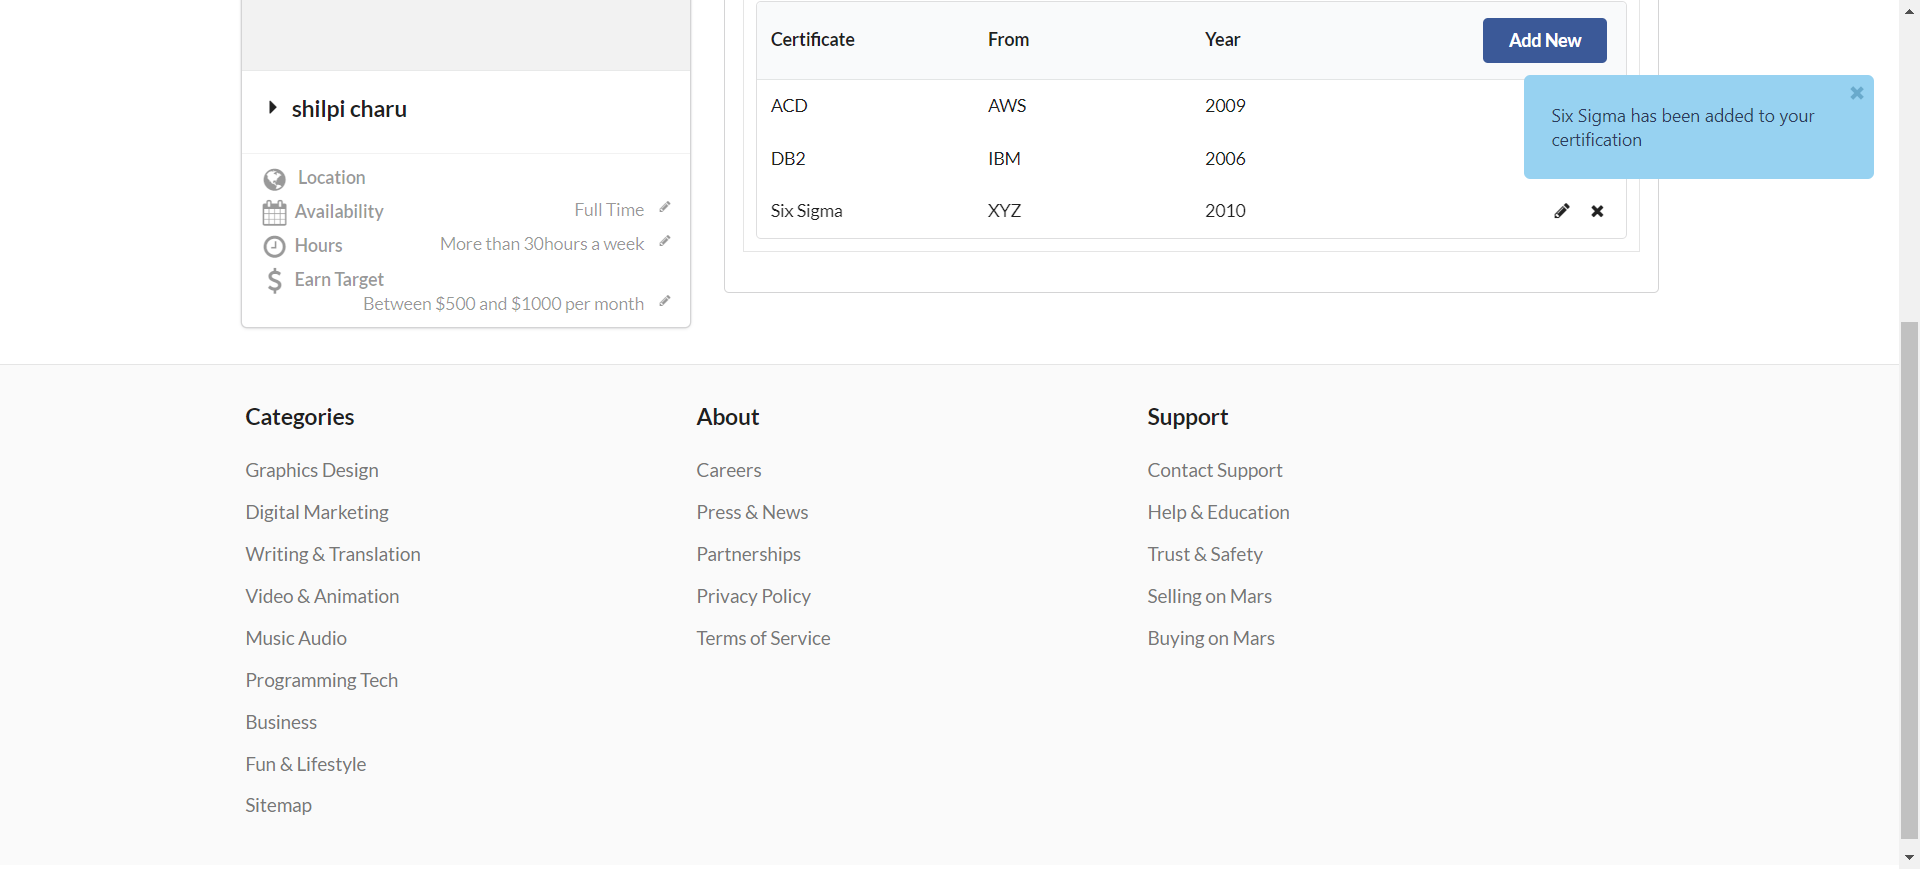 Certificate From Year Add New
ACD AWS 2009
DB2 IBM 2006
Six Sigma XYZ 2010
Six Sigma has been added to your
certification
shilpi charu
Location
Availability Full Time
Hours More than 30hours a week
Earn Target
Between $500 and $1000 per month
Categories
Graphics Design
Digital Marketing
Writing & Translation
Video & Animation
Music Audio
Programming Tech
Business
Fun & Lifestyle
Sitemap
About
Careers
Press & News
Partnerships
Privacy Policy
Terms of Service
Support
Contact Support
Help & Education
Trust & Safety
Selling on Mars
Buying on Mars